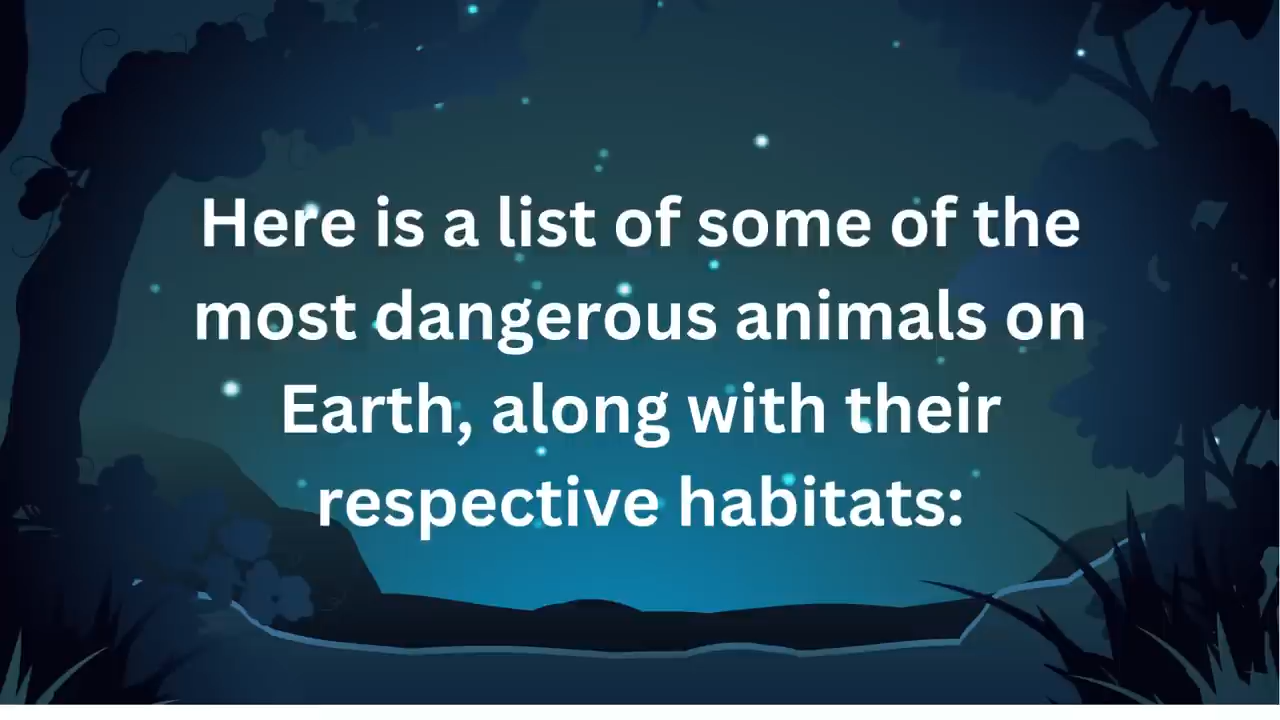 Here is a list of some of the
most dangerous animals on
Earth, along with their
respective habitats: